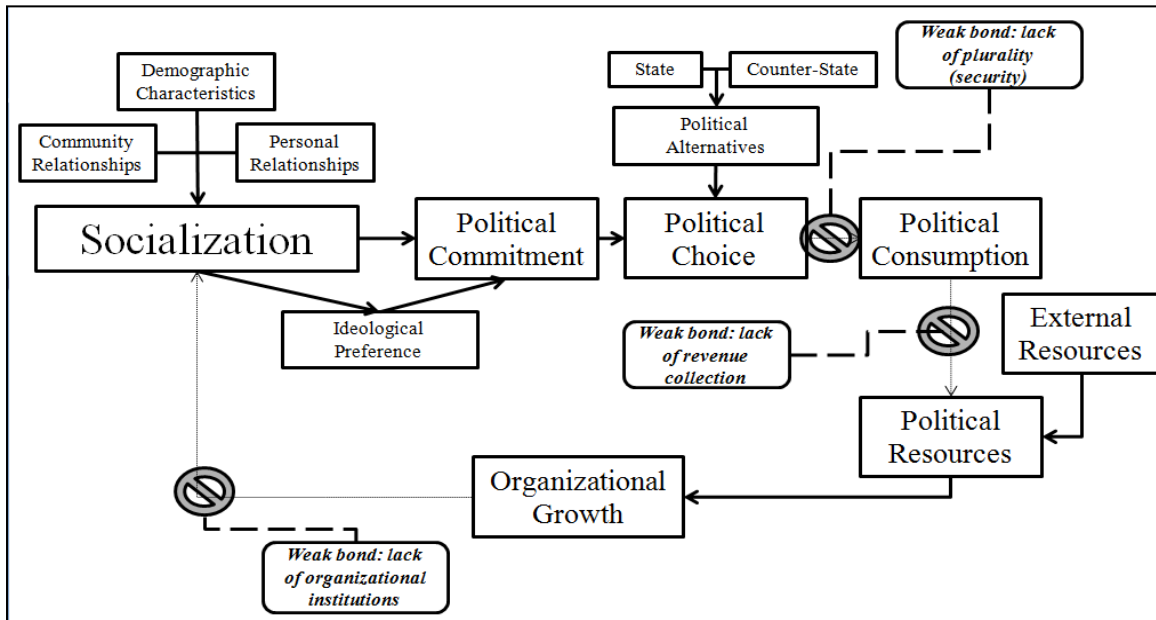 Weak bond: lack
of plurality
(security)
Demographic
Characteristics
State
Counter-State
Community
Relationships
Personal
Relationships
Political
Alternatives
Socialization
Political
Commitment
Political
Choice
Political
Consumption
Ideological
Preference
Weak bond: lack
of revenue
collection
External
Resources
Political
Resources
Organizational
Growth
Weak bond: lack
of organizational
institutions